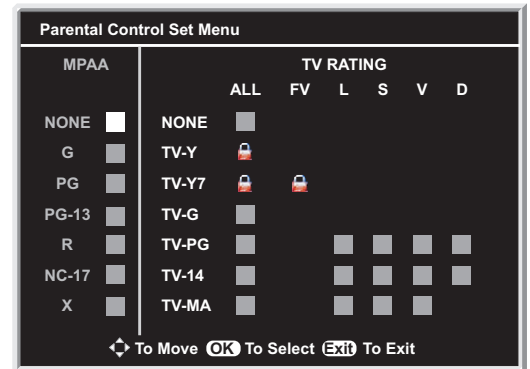 Parental Control Set Menu
MPAA TV RATING
ALL FV L S V D
NONE NONE
G TV-Y
PG TV-Y7
PG-13 TV-G
R TV-PG
NC-17 TV-14
X TV-MA
To Move OK To Select Exit To Exit